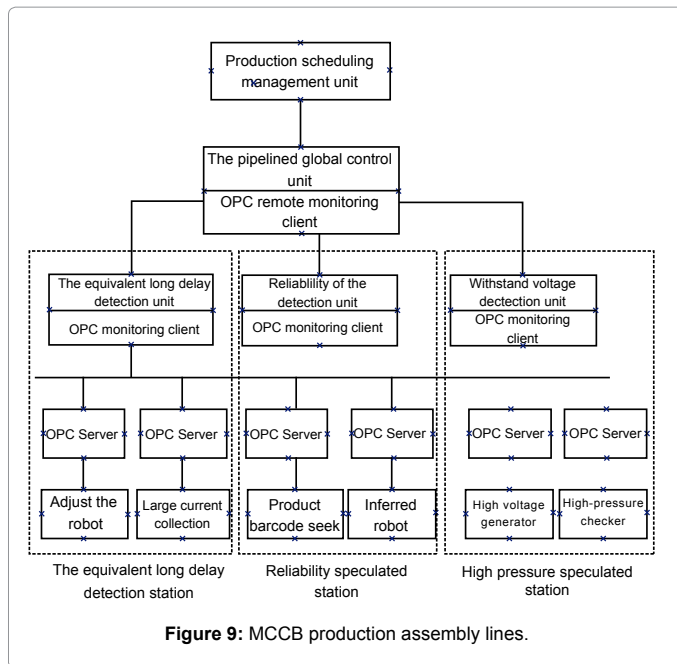 Production scheduling
management unit
The pipelined global control
unit
OPC remote monitoring
client
The equivalent long delay
detection unit
OPC monitoring client
Reliablility of the
detection unit
OPC monitoring client
Withstand voltage
dectection unit
OPC monitoring
client
OPC Server
OPC Server
OPC Server
OPC Server
OPC Server
OPC Server
Adjust the
robot
Large current
collection
Product
barcode seek
Inferred
robot
High voltage
generator
High-pressure
checker
The equivalent long delay
detection station
Reliability speculated
station
High pressure speculated
station
Figure 9: MCCB production assembly lines.